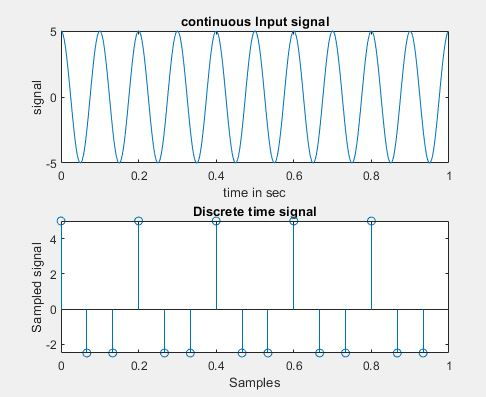 continuous Input signal
5
0
-5
signal
0 0.2 0.4 0.6 0.8 1
time in sec
Discrete time signal
4
2
0
-2
Sampled signal
0 0.2 0.4 0.6 0.8 1
Samples